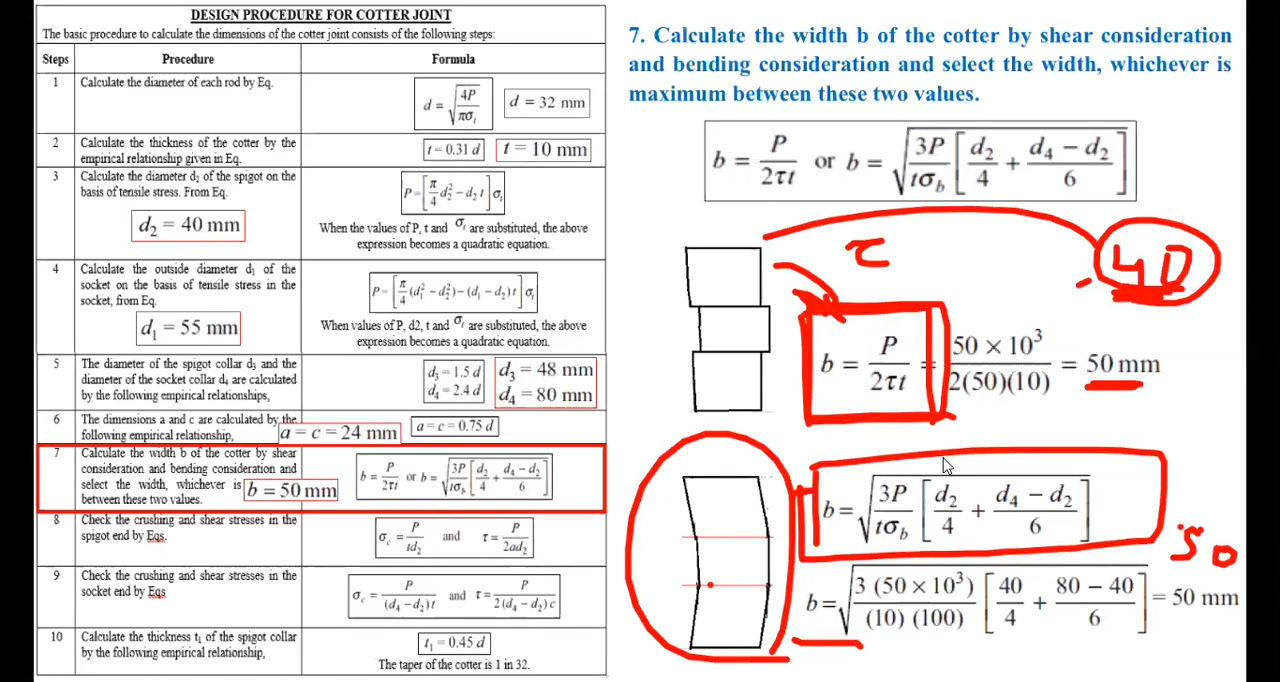 DESIGN PROCEDURE FOR COTTER JOINT
The basic procedure to calculate the dimensions of the cotter joint consists of the following steps:
Steps Procedure Formula
1 Calculate the diameter of each rod by Eq.
d = √(4P / πσt) d = 32 mm
2 Calculate the thickness of the cotter by the
empirical relationship given in Eq.
t = 0.31 d t = 10 mm
3 Calculate the diameter d₂ of the spigot on the
basis of tensile stress. From Eq.
d₂ = 40 mm
P = [π/4 d₂² – d₂ t] σt
When the values of P, t and σt are substituted, the above
expression becomes a quadratic equation.
4 Calculate the outside diameter d₁ of the
socket on the basis of tensile stress in the
socket, from Eq.
d₁ = 55 mm
P = [π/4 (d₁² – d₂²) – (d₁ – d₂) t] σt
When values of P, d2, t and σt are substituted, the above
expression becomes a quadratic equation.
5 The diameter of the spigot collar d₃ and the
diameter of the socket collar d₄ are calculated
by the following empirical relationships,
d₃ = 1.5 d d₃ = 48 mm
d₄ = 2.4 d d₄ = 80 mm
6 The dimensions a and c are calculated by the
following empirical relationship,
a = c = 24 mm a = c = 0.75 d
7 Calculate the width b of the cotter by shear
consideration and bending consideration and
select the width, whichever is
between these two values.
b = 50 mm
b = P / 2τt or b = √(3P / tσb [d₂/4 + (d₄ – d₂)/6])
8 Check the crushing and shear stresses in the
spigot end by Eqs.
σc = P / td₂ and τ = P / 2ad₂
9 Check the crushing and shear stresses in the
socket end by Eqs
σc = P / (d₄ – d₂)t and τ = P / 2(d₄ – d₂)c
10 Calculate the thickness t₁ of the spigot collar
by the following empirical relationship,
t₁ = 0.45 d
The taper of the cotter is 1 in 32.
7. Calculate the width b of the cotter by shear consideration
and bending consideration and select the width, whichever is
maximum between these two values.
b = P / 2τt or b = √(3P / tσb [d₂/4 + (d₄ – d₂)/6])
τ
40
b = P / 2τt = 50 × 10³ / 2(50)(10) = 50 mm
b = √(3P / tσb [d₂/4 + (d₄ – d₂)/6])
50
b = √(3 (50 × 10³) / (10) (100) [40/4 + (80 – 40)/6]) = 50 mm